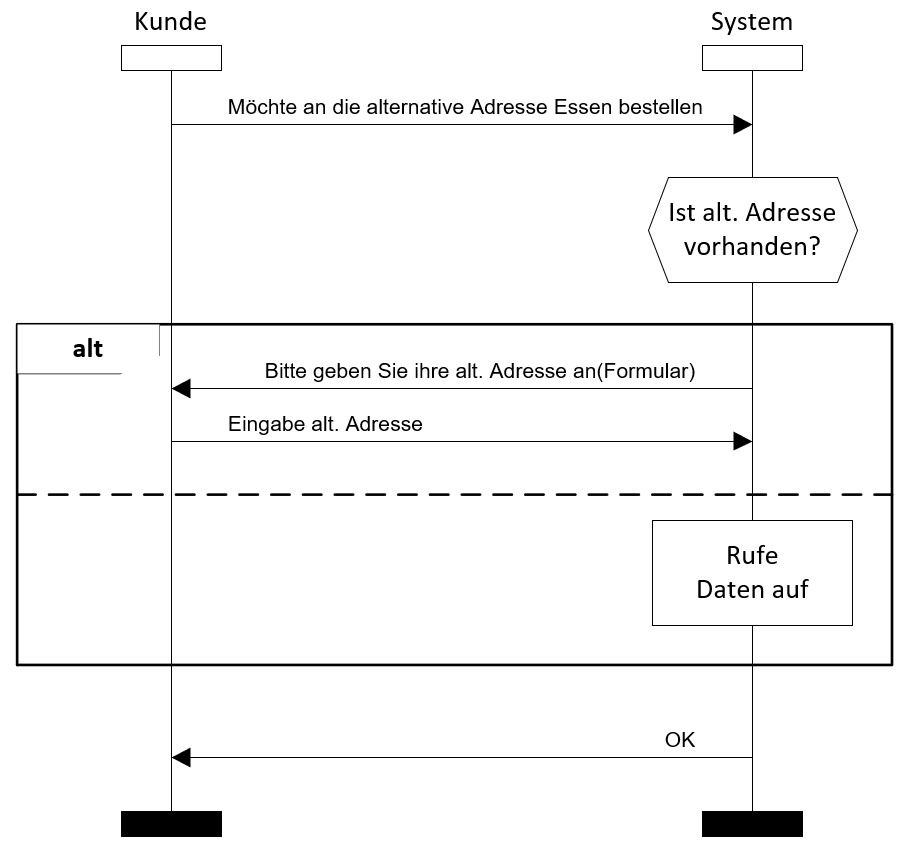 Kunde
System
Möchte an die alternative Adresse Essen bestellen
Ist alt. Adresse
vorhanden?
alt
Bitte geben Sie ihre alt. Adresse an(Formular)
Eingabe alt. Adresse
Rufe
Daten auf
OK